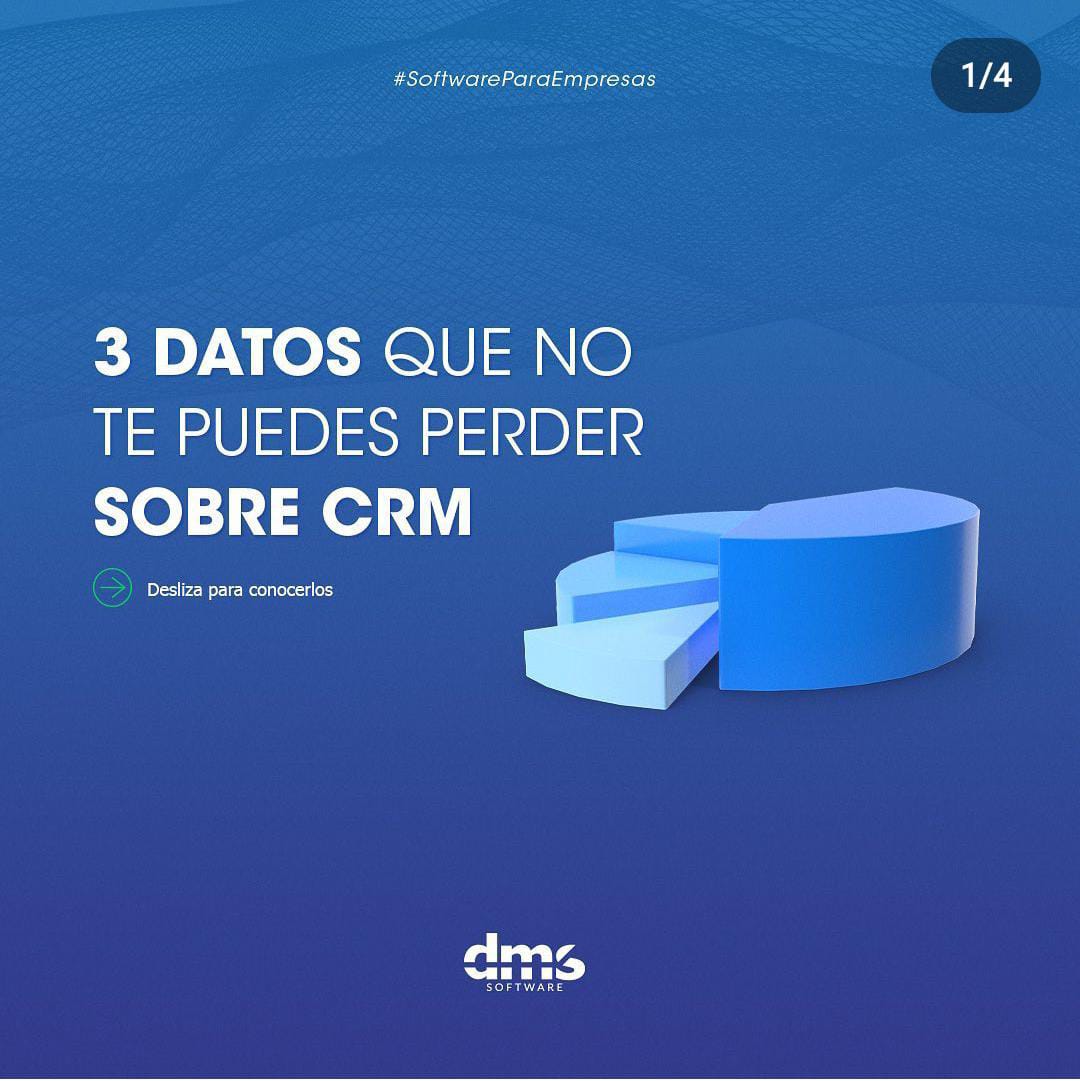 #SoftwareParaEmpresas
1/4
3 DATOS QUE NO
TE PUEDES PERDER
SOBRE CRM
Desliza para conocerlos
dms
SOFTWARE